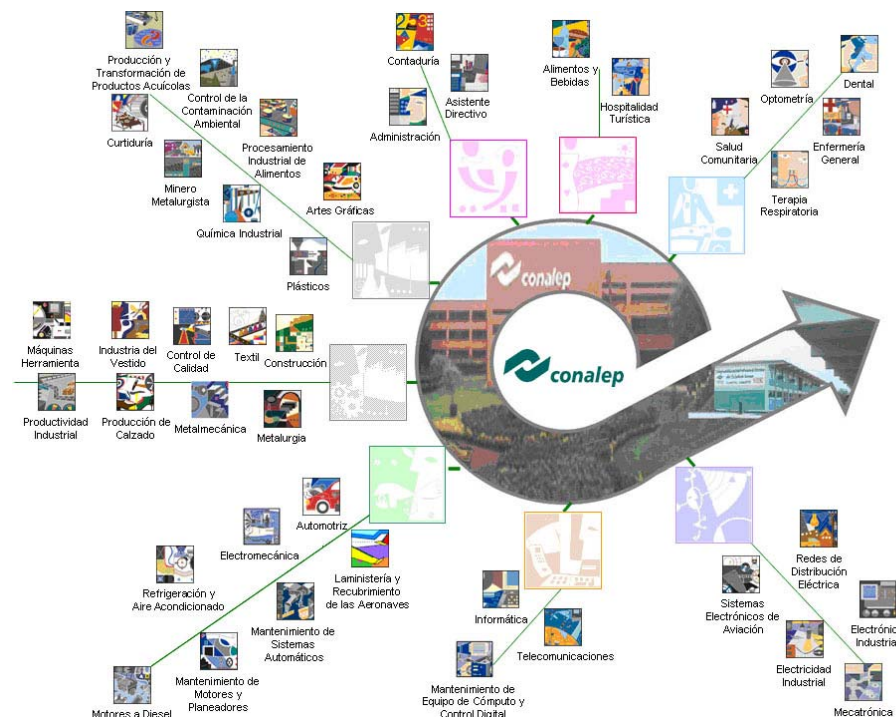 Producción y
Transformación de
Productos Acuícolas
Control de la
Contaminación
Ambiental
Curtiduría
Procesamiento
Industrial de
Alimentos
Minero
Metalurgista
Química Industrial
Artes Gráficas
Plásticos
Contaduría
Asistente
Directivo
Administración
Alimentos y
Bebidas
Hospitalidad
Turística
Optometría
Dental
Salud
Comunitaria
Enfermería
General
Terapia
Respiratoria
conalep
conalep
Máquinas
Herramienta
Industria del
Vestido
Control de
Calidad
Textil
Construcción
Productividad
Industrial
Producción de
Calzado
Metalmecánica
Metalurgia
Automotriz
Electromecánica
Laministería y
Recubrimiento
de las Aeronaves
Refrigeración y
Aire Acondicionado
Mantenimiento de
Sistemas
Automáticos
Mantenimiento de
Motores y
Planeadores
Motores a Diesel
Informática
Telecomunicaciones
Mantenimiento de
Equipo de Cómputo y
Control Digital
Redes de
Distribución
Eléctrica
Sistemas
Electrónicos de
Aviación
Electrónic
Industria
Electricidad
Industrial
Mecatrónica